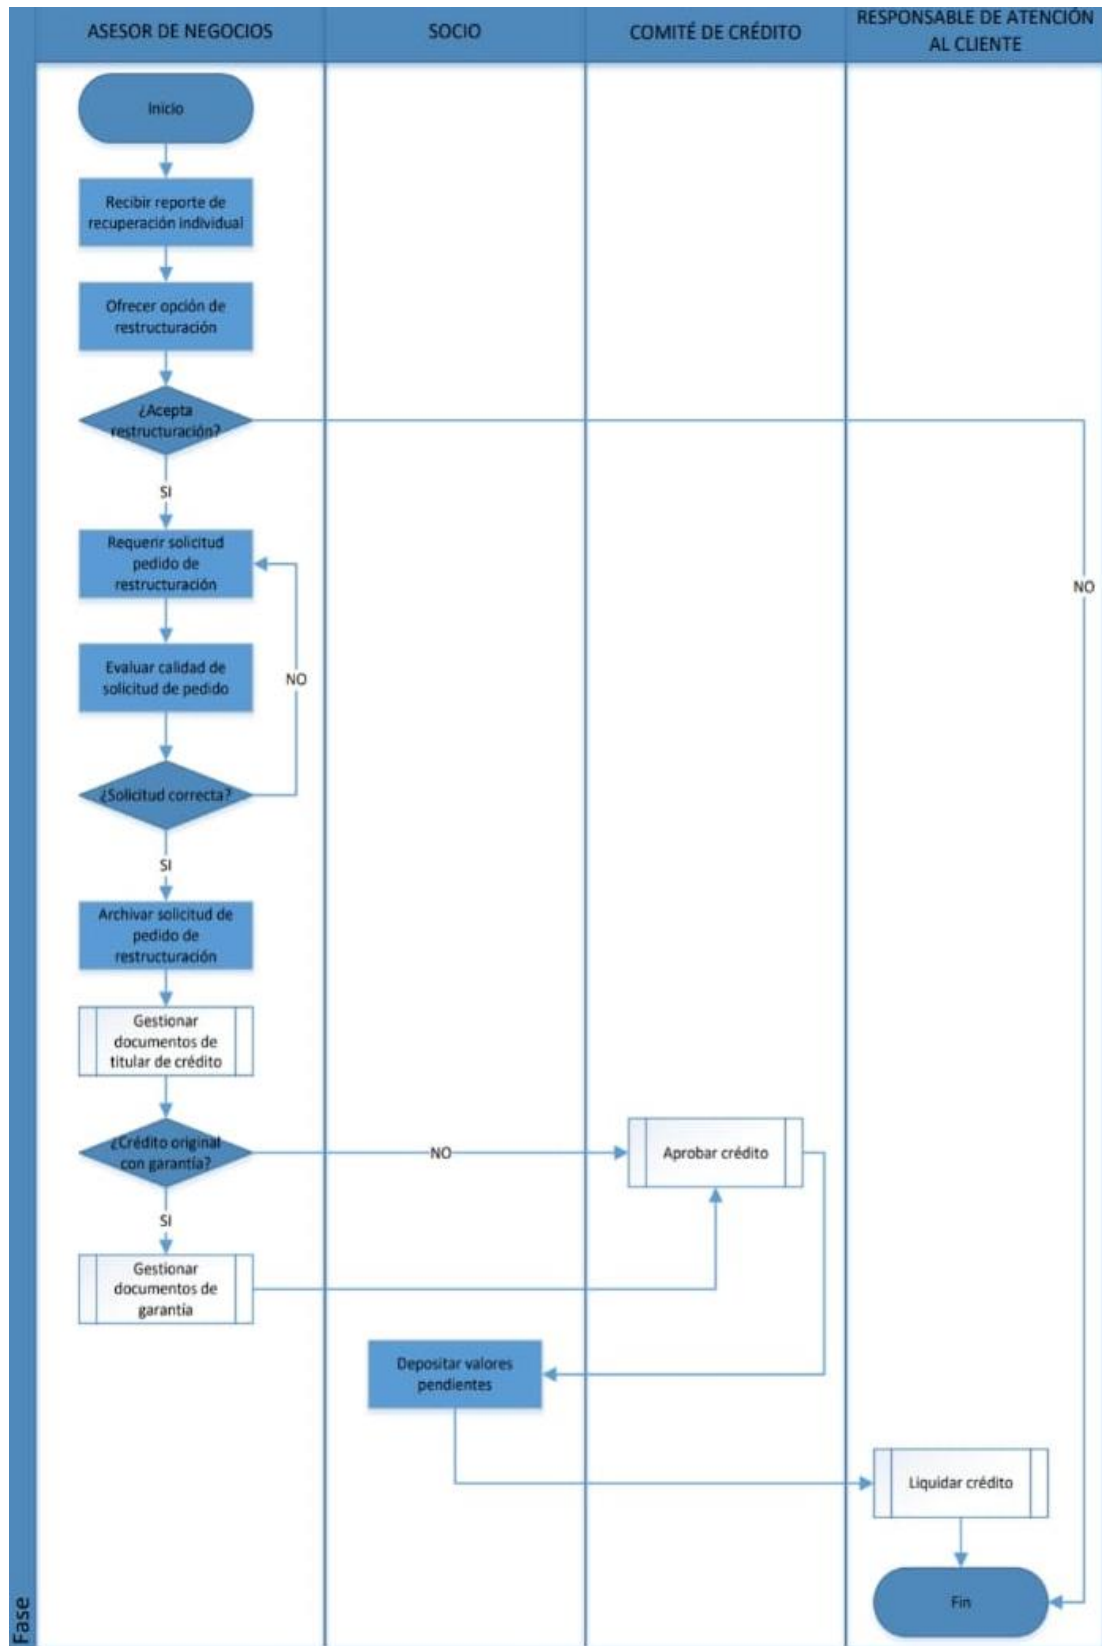 ASESOR DE NEGOCIOS
SOCIO
COMITÉ DE CRÉDITO
RESPONSABLE DE ATENCIÓN
AL CLIENTE
Inicio
Recibir reporte de
recuperación individual
Ofrecer opción de
restructuración
¿Acepta
restructuración?
SI
NO
Requerir solicitud
pedido de
restructuración
Evaluar calidad de
solicitud de pedido
NO
¿Solicitud correcta?
SI
Archivar solicitud de
pedido de
restructuración
Gestionar
documentos de
titular de crédito
¿Crédito original
con garantía?
NO
Aprobar crédito
SI
Gestionar
documentos de
garantía
Depositar valores
pendientes
Liquidar crédito
Fin
Fase